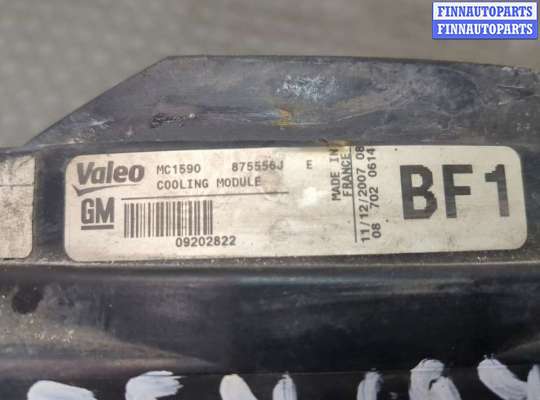 FINNAUTOPARTS
FINNAUTOPARTS
Valeo MC1590 875556J E
COOLING MODULE
GM
09202822
MADE IN
FRANCE
11/12/2007 08
08 702 0614
BF1